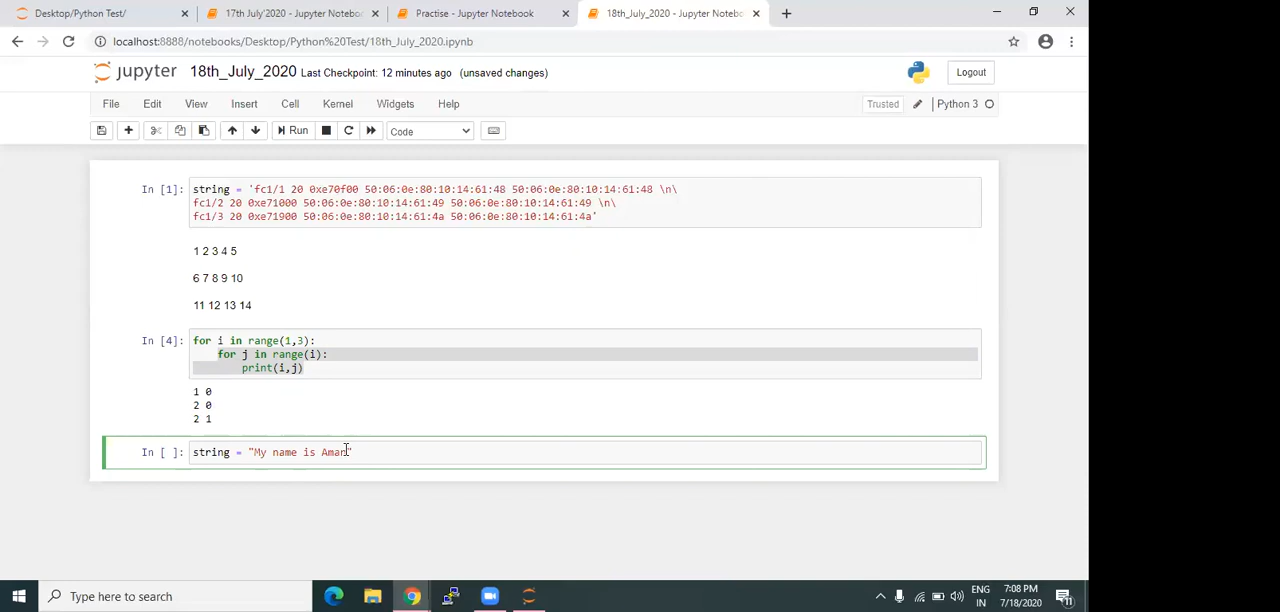 Desktop/Python Test/ 17th July'2020 - Jupyter Noteboo Practise - Jupyter Notebook 18th_July_2020 - Jupyter Notebo
localhost:8888/notebooks/Desktop/Python%20Test/18th_July_2020.ipynb
jupyter 18th_July_2020 Last Checkpoint: 12 minutes ago (unsaved changes) Logout
File Edit View Insert Cell Kernel Widgets Help Trusted Python 3
Run Code
In [1]: string = 'fc1/1 20 0xe70f00 50:06:0e:80:10:14:61:48 50:06:0e:80:10:14:61:48 \n\
fc1/2 20 0xe71000 50:06:0e:80:10:14:61:49 50:06:0e:80:10:14:61:49 \n\
fc1/3 20 0xe71900 50:06:0e:80:10:14:61:4a 50:06:0e:80:10:14:61:4a'
1 2 3 4 5
6 7 8 9 10
11 12 13 14
In [4]: for i in range(1,3):
for j in range(i):
print(i,j)
1 0
2 0
2 1
In [ ]: string = "My name is Aman"
Type here to search
ENG 7:08 PM
IN 7/18/2020